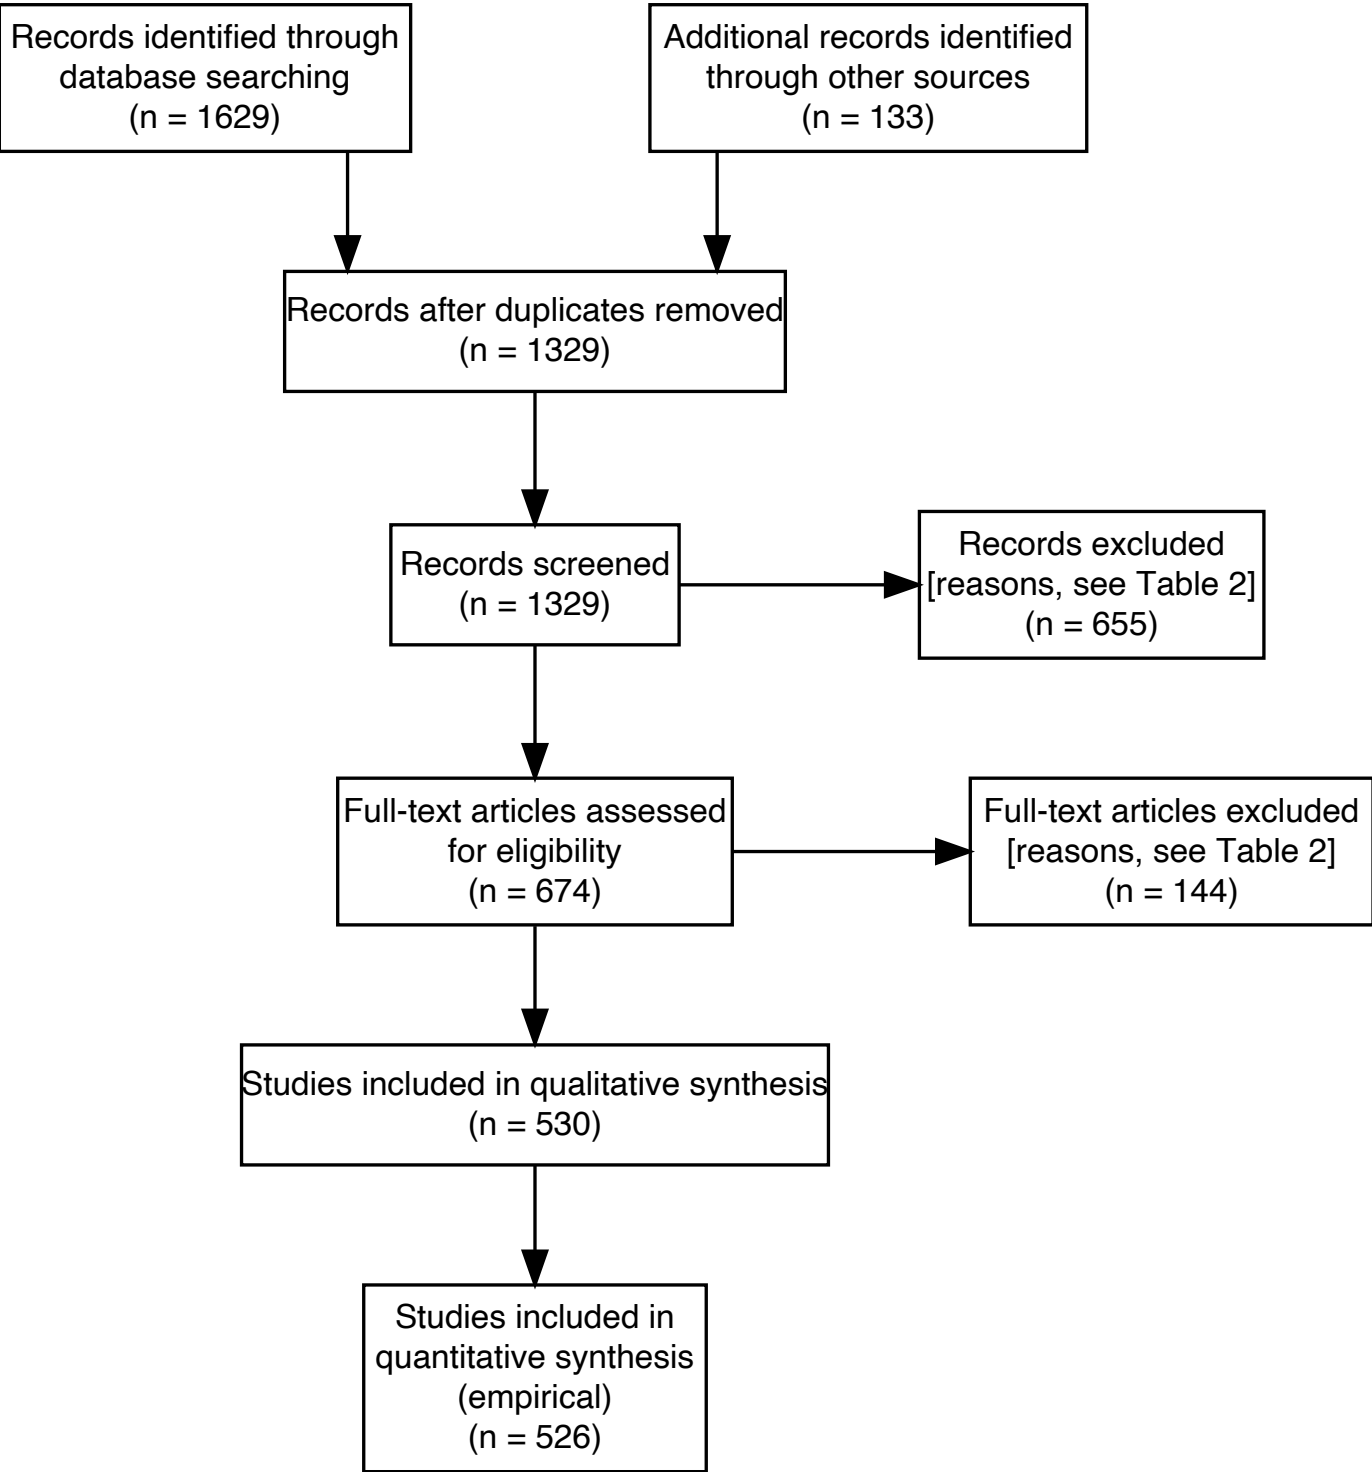 Records identified through
database searching
(n = 1629)
Additional records identified
through other sources
(n = 133)
Records after duplicates removed
(n = 1329)
Records screened
(n = 1329)
Records excluded
[reasons, see Table 2]
(n = 655)
Full-text articles assessed
for eligibility
(n = 674)
Full-text articles excluded
[reasons, see Table 2]
(n = 144)
Studies included in qualitative synthesis
(n = 530)
Studies included in
quantitative synthesis
(empirical)
(n = 526)